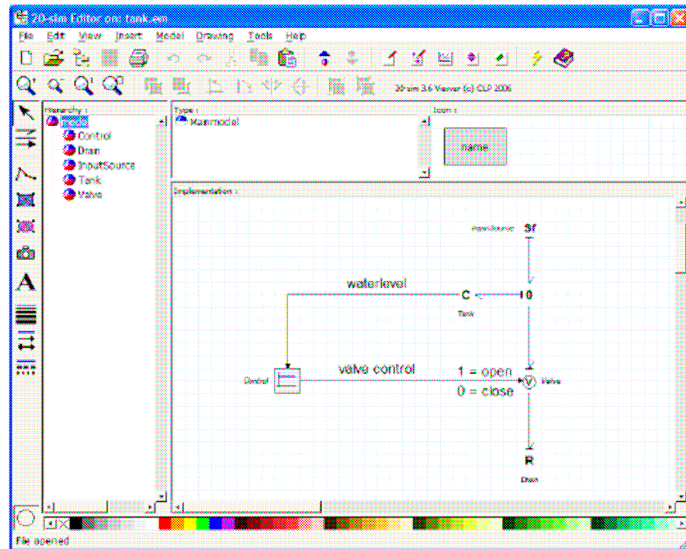 20-sim Editor on: tank.em
File Edit View Insert Model Drawing Tools Help
20-sim 3.6 Viewer (c) CLP 2006
Hierarchy :
model
Control
Drain
InputSource
Tank
Valve
Type :
Mainmodel
Icon :
name
Implementation :
InputSource Sf
waterlevel
C 0
Tank
valve control
1 = open
0 = close
Control
V Valve
R
Drain
A
File opened